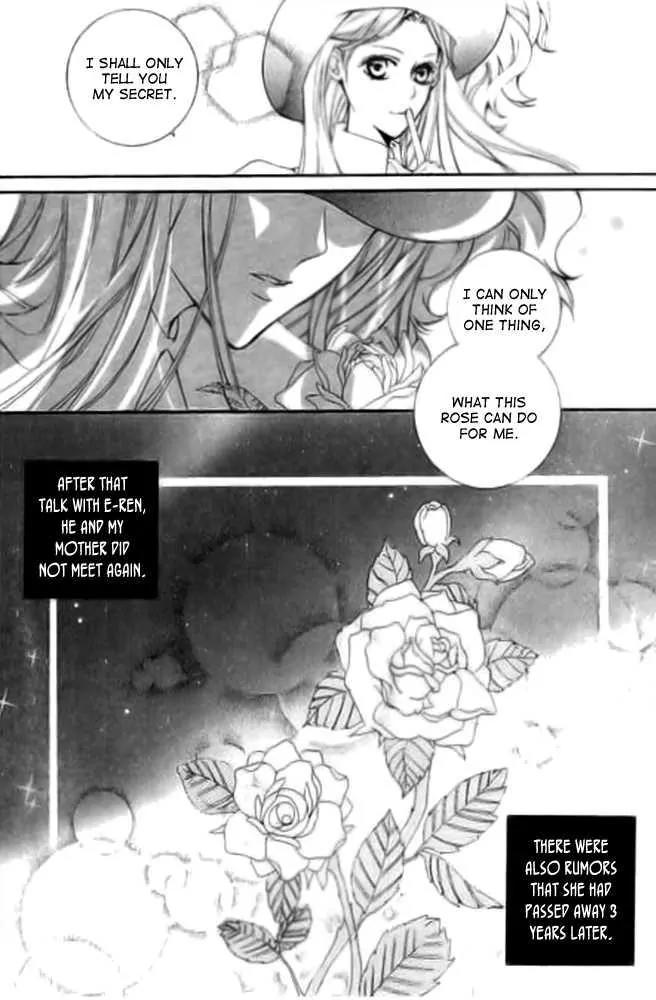 I SHALL ONLY
TELL YOU
MY SECRET.
I CAN ONLY
THINK OF
ONE THING,
WHAT THIS
ROSE CAN DO
FOR ME.
AFTER THAT
TALK WITH E-REN,
HE AND MY
MOTHER DID
NOT MEET AGAIN.
THERE WERE
ALSO RUMORS
THAT SHE HAD
PASSED AWAY 3
YEARS LATER.